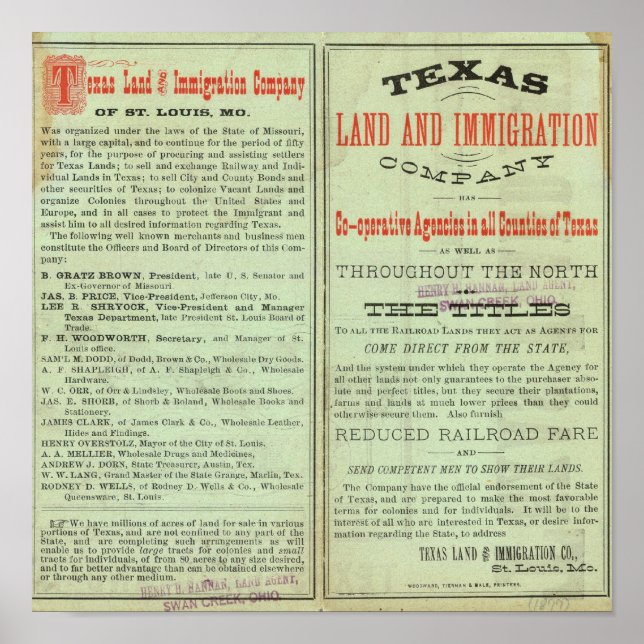 Texas Land AND Immigration Company
OF ST. LOUIS, MO.
Was organized under the laws of the State of Missouri,
with a large capital, and to continue for the period of fifty
years, for the purpose of procuring and assisting settlers
for Texas Lands; to sell and exchange Railway and Indi-
vidual Lands in Texas; to sell City and County Bonds and
other securities of Texas; to colonize Vacant Lands and
organize Colonies throughout the United States and
Europe, and in all cases to protect the Immigrant and
assist him to all desired information regarding Texas.
The following well known merchants and business men
constitute the Officers and Board of Directors of this Com-
pany:
B. GRATZ BROWN, President, late U. S. Senator and
Ex-Governor of Missouri
JAS. B. PRICE, Vice-President, Jefferson City, Mo.
LEE R. SHRYOCK, Vice-President and Manager
Texas Department, late President St. Louis Board of
Trade.
F. H. WOODWORTH, Secretary, and Manager of St.
Louis office.
SAM'L M. DODD, of Dodd, Brown & Co., Wholesale Dry Goods.
A. F. SHAPLEIGH, of A. F. Shapleigh & Co., Wholesale
Hardware.
W. C. ORR, of Orr & Lindsley, Wholesale Boots and Shoes.
JAS. E. SHORB, of Shorb & Boland, Wholesale Books and
Stationery.
JAMES CLARK, of James Clark & Co., Wholesale Leather,
Hides and Findings.
HENRY OVERSTOLZ, Mayor of the City of St. Louis.
A. A. MELLIER, Wholesale Drugs and Medicines,
ANDREW J. DORN, State Treasurer, Austin, Tex.
W. W. LANG, Grand Master of the State Grange, Marlin, Tex.
RODNEY D. WELLS, of Rodney D. Wells & Co., Wholesale
Queensware, St. Louis.
☞ We have millions of acres of land for sale in various
portions of Texas, and are not confined to any part of the
State, and are completing such arrangements as will
enable us to provide large tracts for colonies and small
tracts for individuals, of from 80 acres to any size desired,
and to far better advantage than can be obtained elsewhere
or through any other medium.
HENRY B. HANNAN, LAND AGENT,
SWAN CREEK, OHIO.
TEXAS
LAND AND IMMIGRATION
COMPANY
HAS
Co-operative Agencies in all Counties of Texas
AS WELL AS
THROUGHOUT THE NORTH
HENRY B. HANNAN, LAND AGENT,
SWAN CREEK, OHIO.
THE TITLES
TO ALL THE RAILROAD LANDS THEY ACT AS AGENTS FOR
COME DIRECT FROM THE STATE,
And the system under which they operate the Agency for
all other lands not only guarantees to the purchaser abso-
lute and perfect titles, but they secure their plantations,
farms and lands at much lower prices than they could
otherwise secure them. Also furnish
REDUCED RAILROAD FARE
—AND—
SEND COMPETENT MEN TO SHOW THEIR LANDS.
The Company have the official endorsement of the State
of Texas, and are prepared to make the most favorable
terms for colonies and for individuals. It will be to the
interest of all who are interested in Texas, or desire infor-
mation regarding the State, to address
TEXAS LAND AND IMMIGRATION CO.,
St. Louis, Mo.
WOODWARD, TIERNAN & HALE, PRINTERS.
(1877)